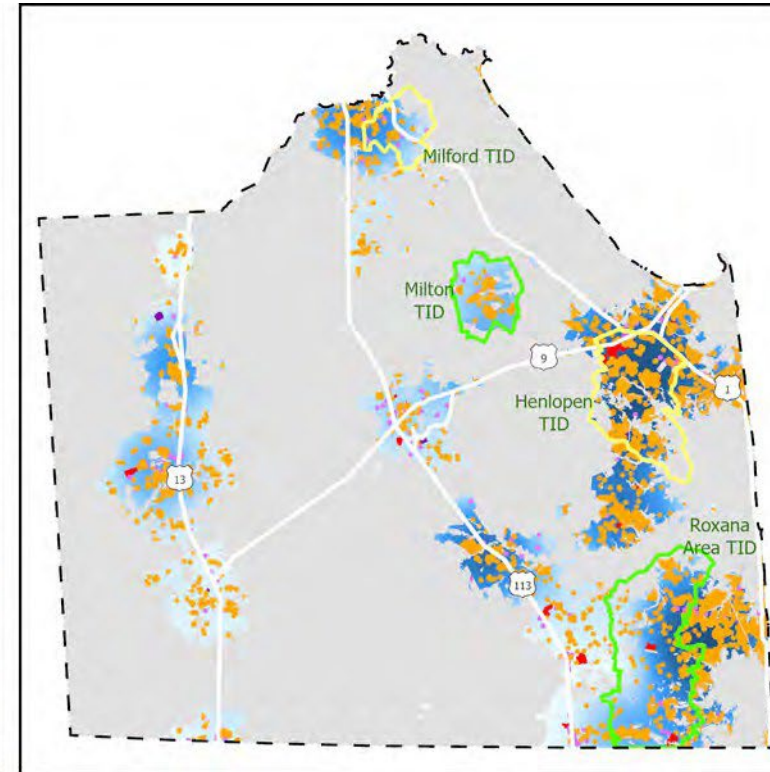 Milford TID
Milton
TID
9
1
Henlopen
TID
13
Roxana
Area TID
113